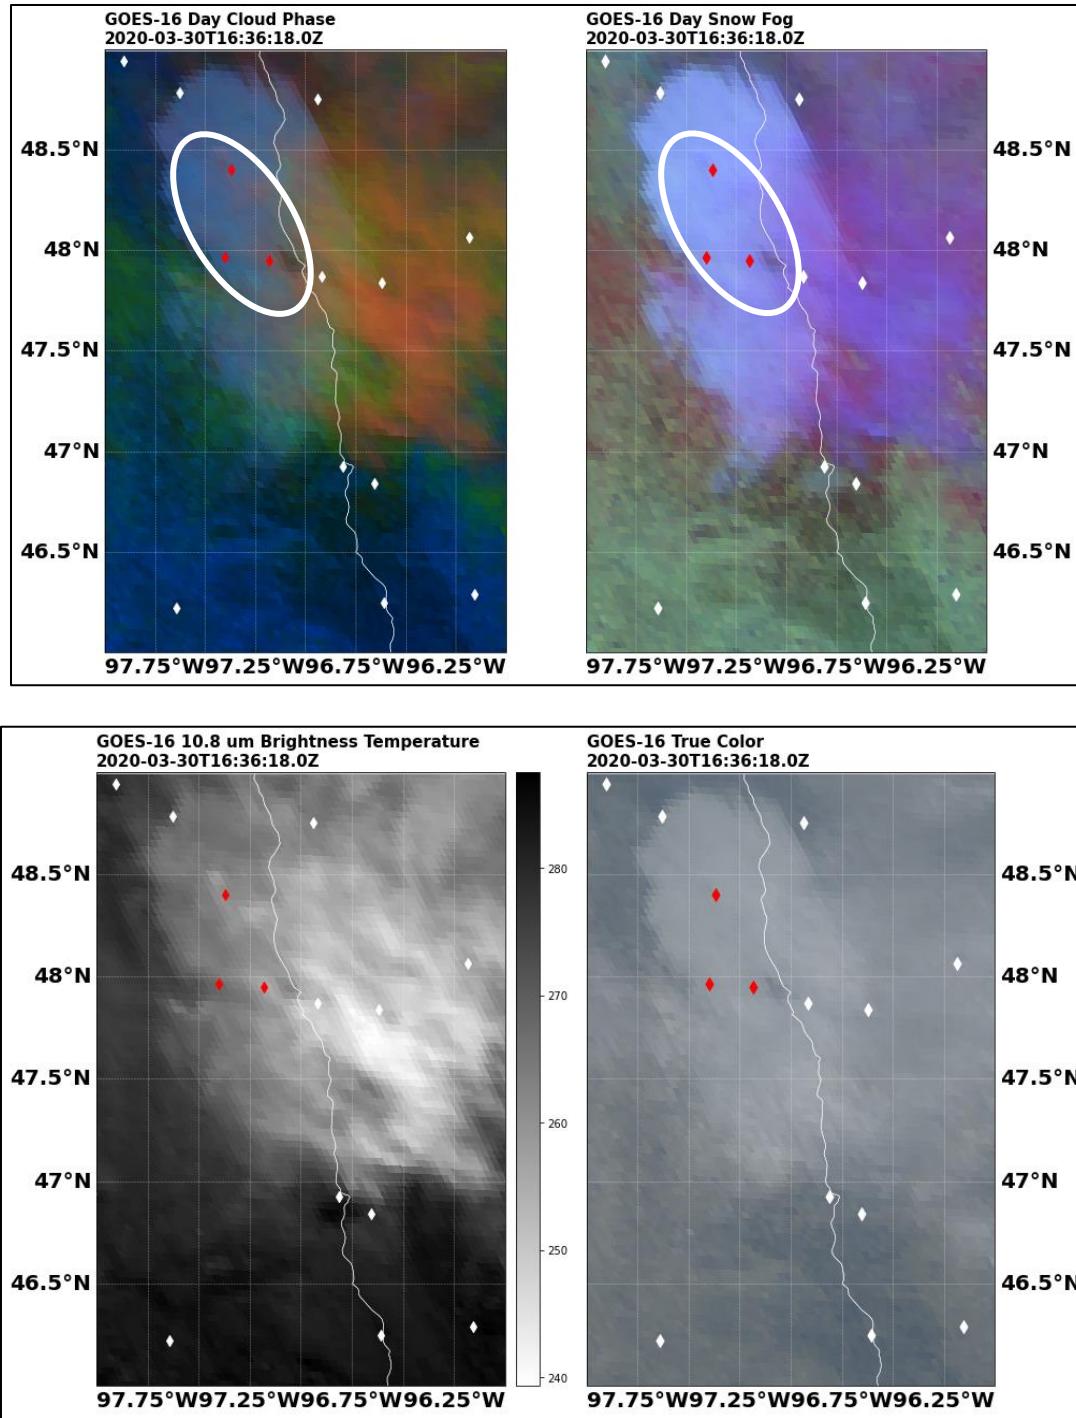 GOES-16 Day Cloud Phase
2020-03-30T16:36:18.0Z
GOES-16 Day Snow Fog
2020-03-30T16:36:18.0Z
48.5°N
48°N
47.5°N
47°N
46.5°N
48.5°N
48°N
47.5°N
47°N
46.5°N
97.75°W97.25°W96.75°W96.25°W
97.75°W97.25°W96.75°W96.25°W
GOES-16 10.8 um Brightness Temperature
2020-03-30T16:36:18.0Z
GOES-16 True Color
2020-03-30T16:36:18.0Z
48.5°N
48°N
47.5°N
47°N
46.5°N
280
270
260
250
240
48.5°N
48°N
47.5°N
47°N
46.5°N
97.75°W97.25°W96.75°W96.25°W
97.75°W97.25°W96.75°W96.25°W